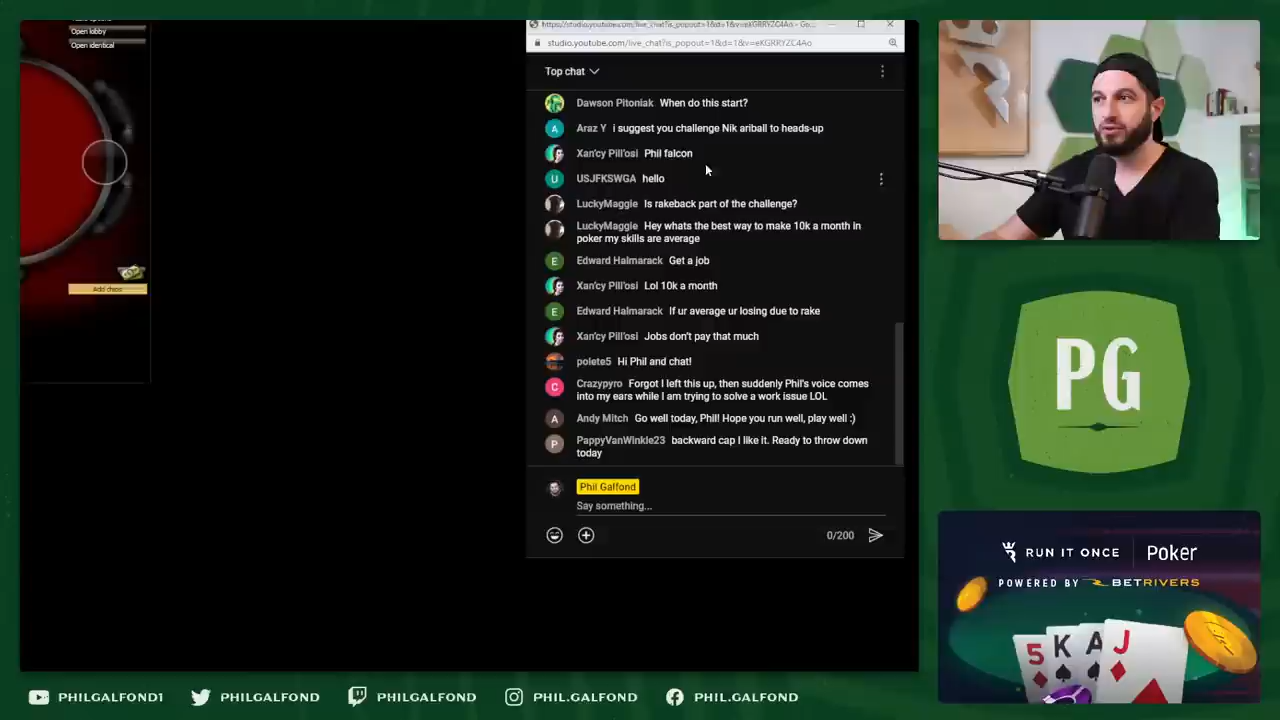 Open lobby
Open identical
Add chips
studio.youtube.com/live_chat?is_popout=1&d=1&v=eKGRRYZC4Ao
Top chat
Dawson Pitoniak When do this start?
A Araz Y i suggest you challenge Nik ariball to heads-up
Xan'cy Pill'osi Phil falcon
U USJFKSWGA hello
LuckyMaggie Is rakeback part of the challenge?
LuckyMaggie Hey whats the best way to make 10k a month in
poker my skills are average
E Edward Halmarack Get a job
Xan'cy Pill'osi Lol 10k a month
E Edward Halmarack If ur average ur losing due to rake
Xan'cy Pill'osi Jobs don't pay that much
polete5 Hi Phil and chat!
C Crazypyro Forgot I left this up, then suddenly Phil's voice comes
into my ears while I am trying to solve a work issue LOL
A Andy Mitch Go well today, Phil! Hope you run well, play well :)
P PappyVanWinkle23 backward cap I like it. Ready to throw down
today
Phil Galfond
Say something...
0/200
PG
RUN IT ONCE Poker
POWERED BY BETRIVERS
5 K A J
PHILGALFOND1 PHILGALFOND PHILGALFOND PHIL.GALFOND PHIL.GALFOND